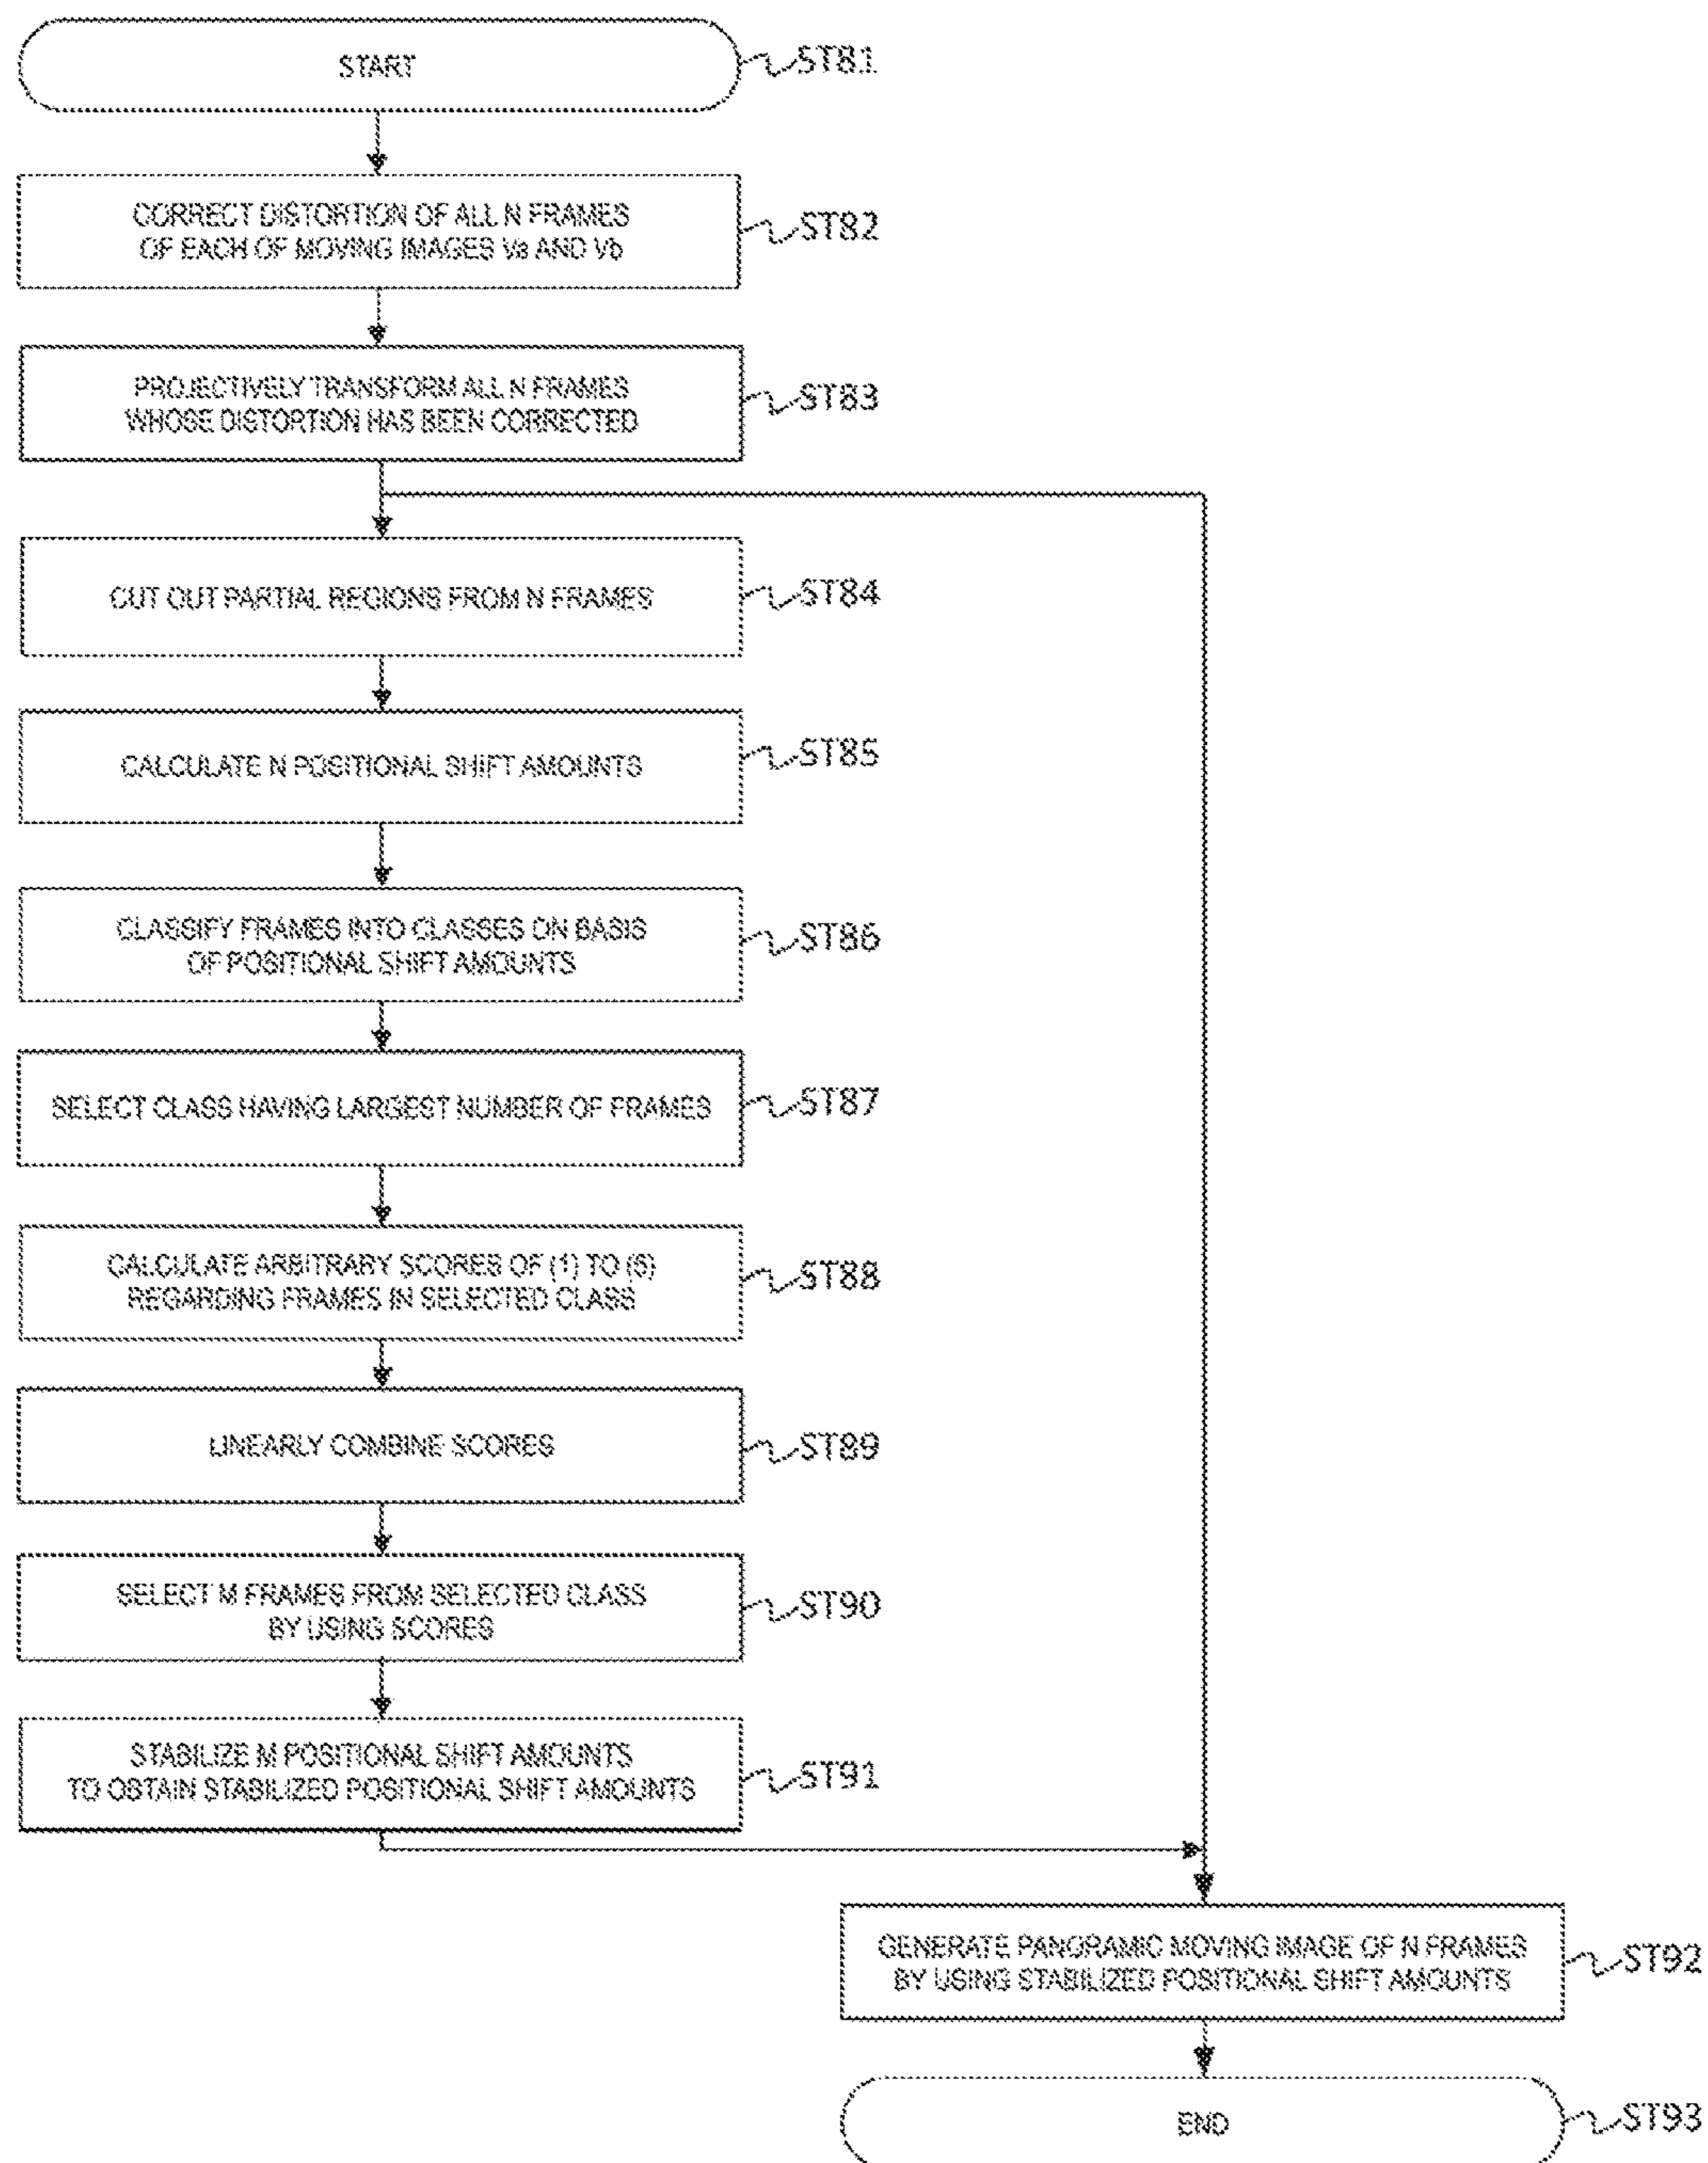 START
ST81
CORRECT DISTORTION OF ALL N FRAMES
OF EACH OF MOVING IMAGES Va AND Vb
ST82
PROJECTIVELY TRANSFORM ALL N FRAMES
WHOSE DISTORTION HAS BEEN CORRECTED
ST83
CUT OUT PARTIAL REGIONS FROM N FRAMES
ST84
CALCULATE N POSITIONAL SHIFT AMOUNTS
ST85
CLASSIFY FRAMES INTO CLASSES ON BASIS
OF POSITIONAL SHIFT AMOUNTS
ST86
SELECT CLASS HAVING LARGEST NUMBER OF FRAMES
ST87
CALCULATE ARBITRARY SCORES OF (1) TO (6)
REGARDING FRAMES IN SELECTED CLASS
ST88
LINEARLY COMBINE SCORES
ST89
SELECT M FRAMES FROM SELECTED CLASS
BY USING SCORES
ST90
STABILIZE M POSITIONAL SHIFT AMOUNTS
TO OBTAIN STABILIZED POSITIONAL SHIFT AMOUNTS
ST91
GENERATE PANORAMIC MOVING IMAGE OF N FRAMES
BY USING STABILIZED POSITIONAL SHIFT AMOUNTS
ST92
END
ST93